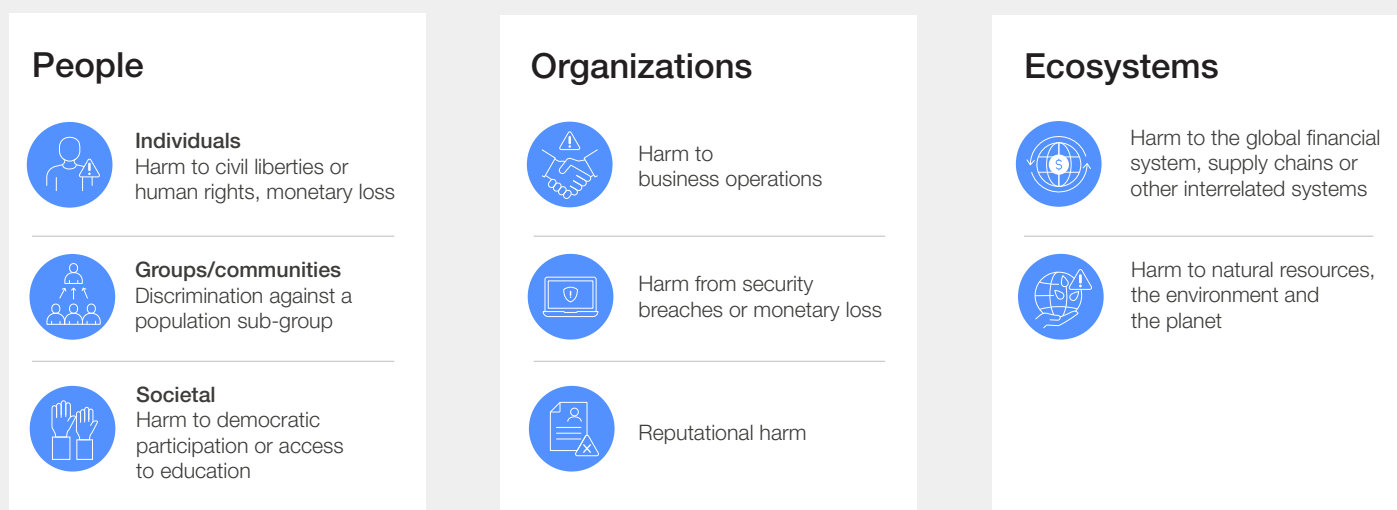 People
Individuals
Harm to civil liberties or
human rights, monetary loss
Groups/communities
Discrimination against a
population sub-group
Societal
Harm to democratic
participation or access
to education
Organizations
Harm to
business operations
Harm from security
breaches or monetary loss
Reputational harm
Ecosystems
$
Harm to the global financial
system, supply chains or
other interrelated systems
Harm to natural resources,
the environment and
the planet